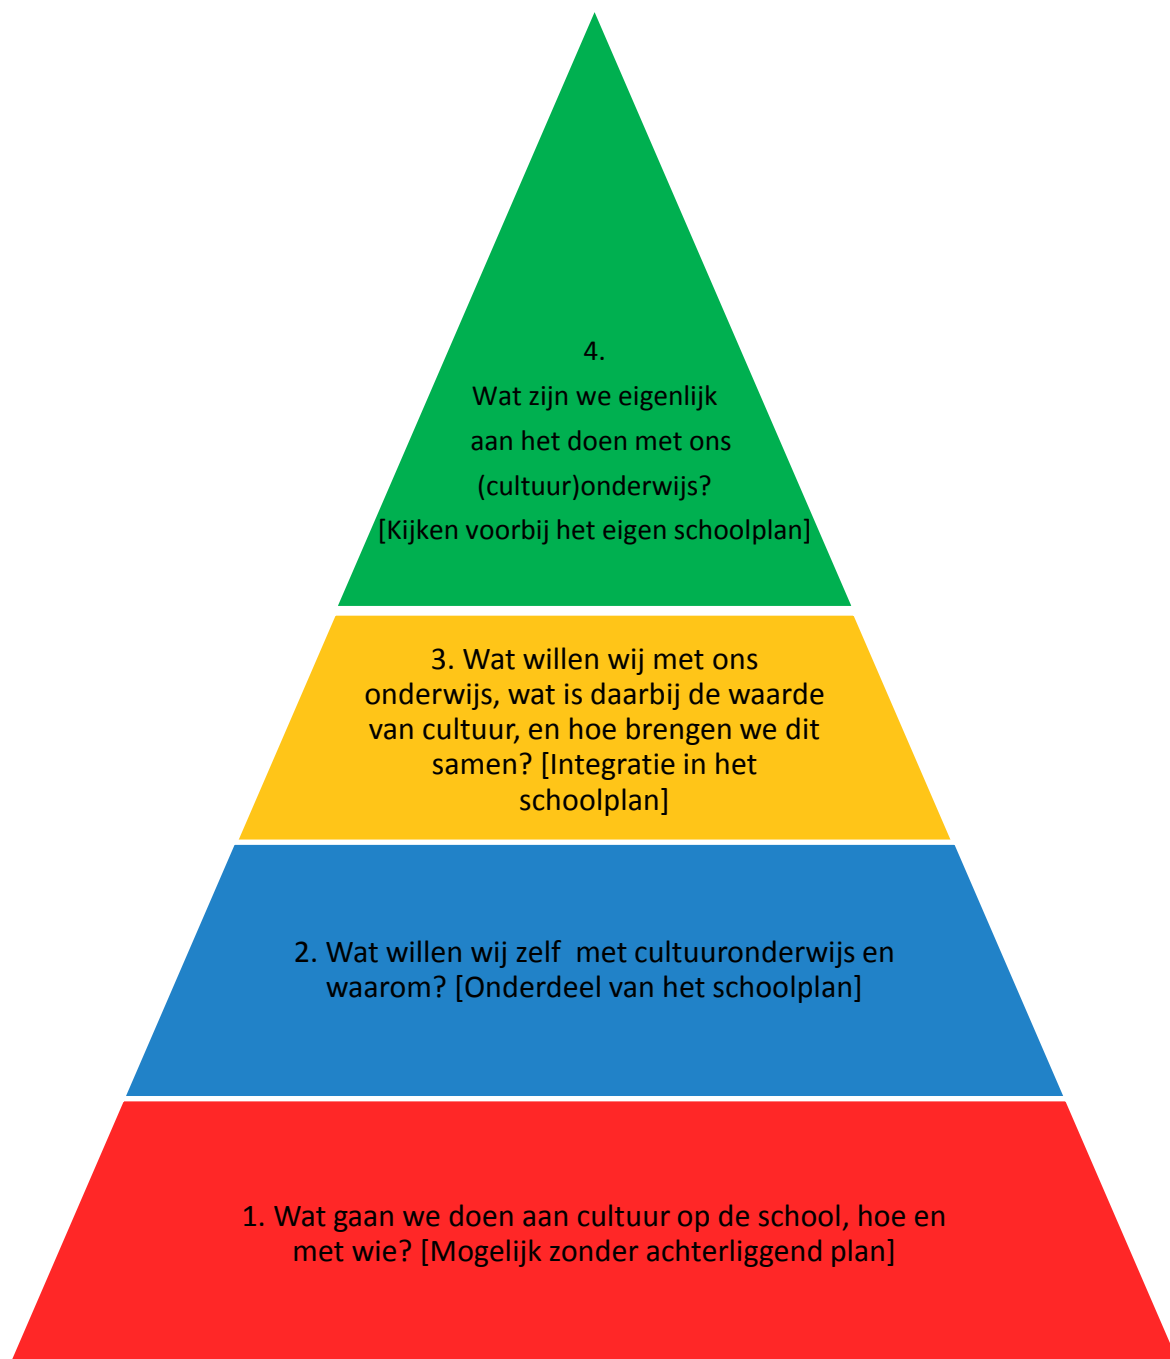 4.
Wat zijn we eigenlijk
aan het doen met ons
(cultuur)onderwijs?
[Kijken voorbij het eigen schoolplan]
3. Wat willen wij met ons
onderwijs, wat is daarbij de waarde
van cultuur, en hoe brengen we dit
samen? [Integratie in het
schoolplan]
2. Wat willen wij zelf  met cultuuronderwijs en
waarom? [Onderdeel van het schoolplan]
1. Wat gaan we doen aan cultuur op de school, hoe en
met wie? [Mogelijk zonder achterliggend plan]